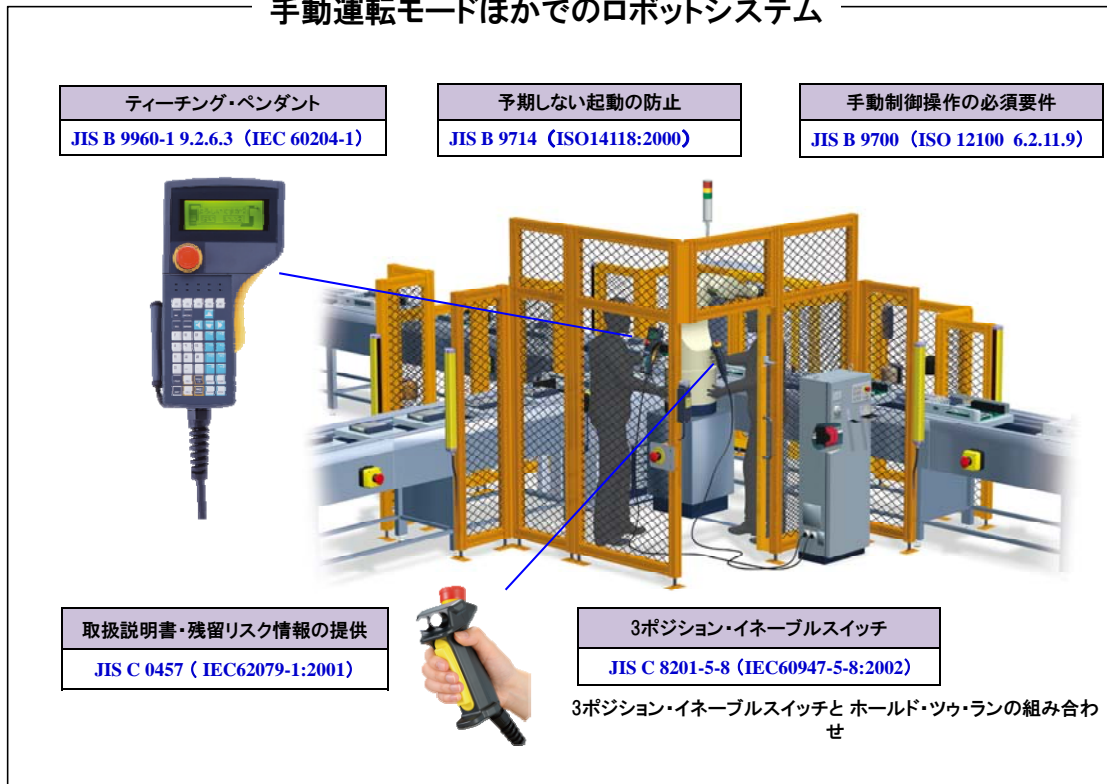 手動運転モードほかでのロボットシステム
ティーチング・ペンダント
JIS B 9960-1 9.2.6.3（IEC 60204-1）
予期しない起動の防止
JIS B 9714（ISO14118:2000）
手動制御操作の必須要件
JIS B 9700（ISO 12100 6.2.11.9）
取扱説明書・残留リスク情報の提供
JIS C 0457（ IEC62079-1:2001）
3ポジション・イネーブルスイッチ
JIS C 8201-5-8（IEC60947-5-8:2002）
3ポジション・イネーブルスイッチと ホールド・ツゥ・ランの組み合わ
せ